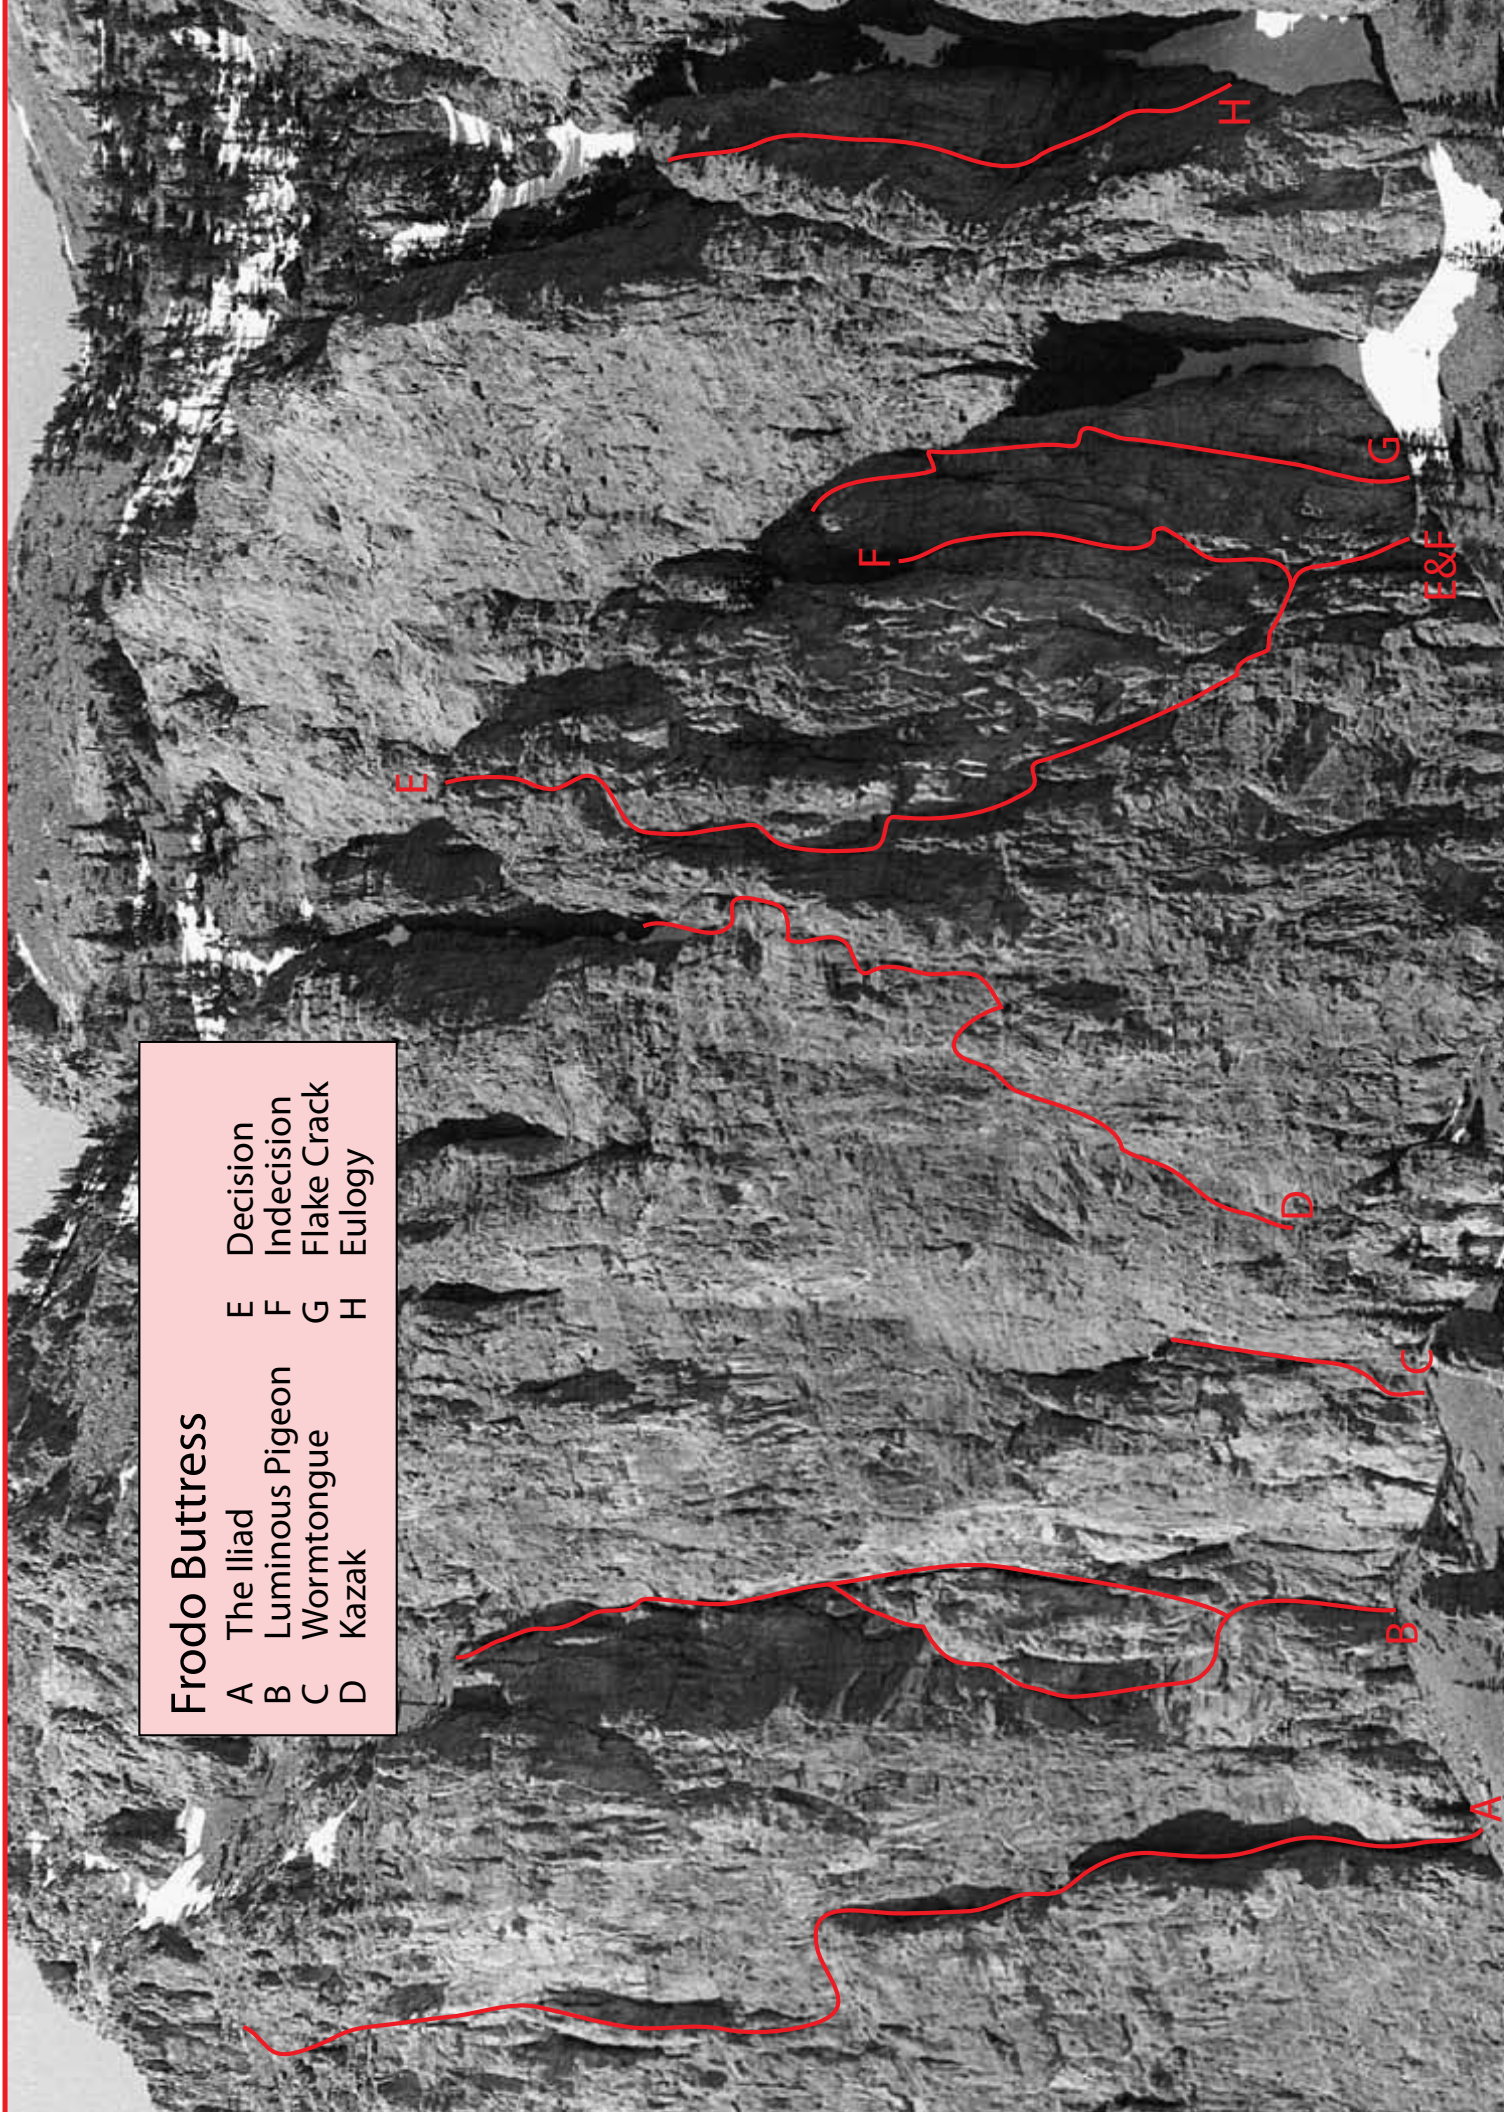 Frodo Buttress
A The Iliad E Decision
B Luminous Pigeon F Indecision
C Wormtongue G Flake Crack
D Kazak H Eulogy
E
F
H
D
G
C
B
E&F
A